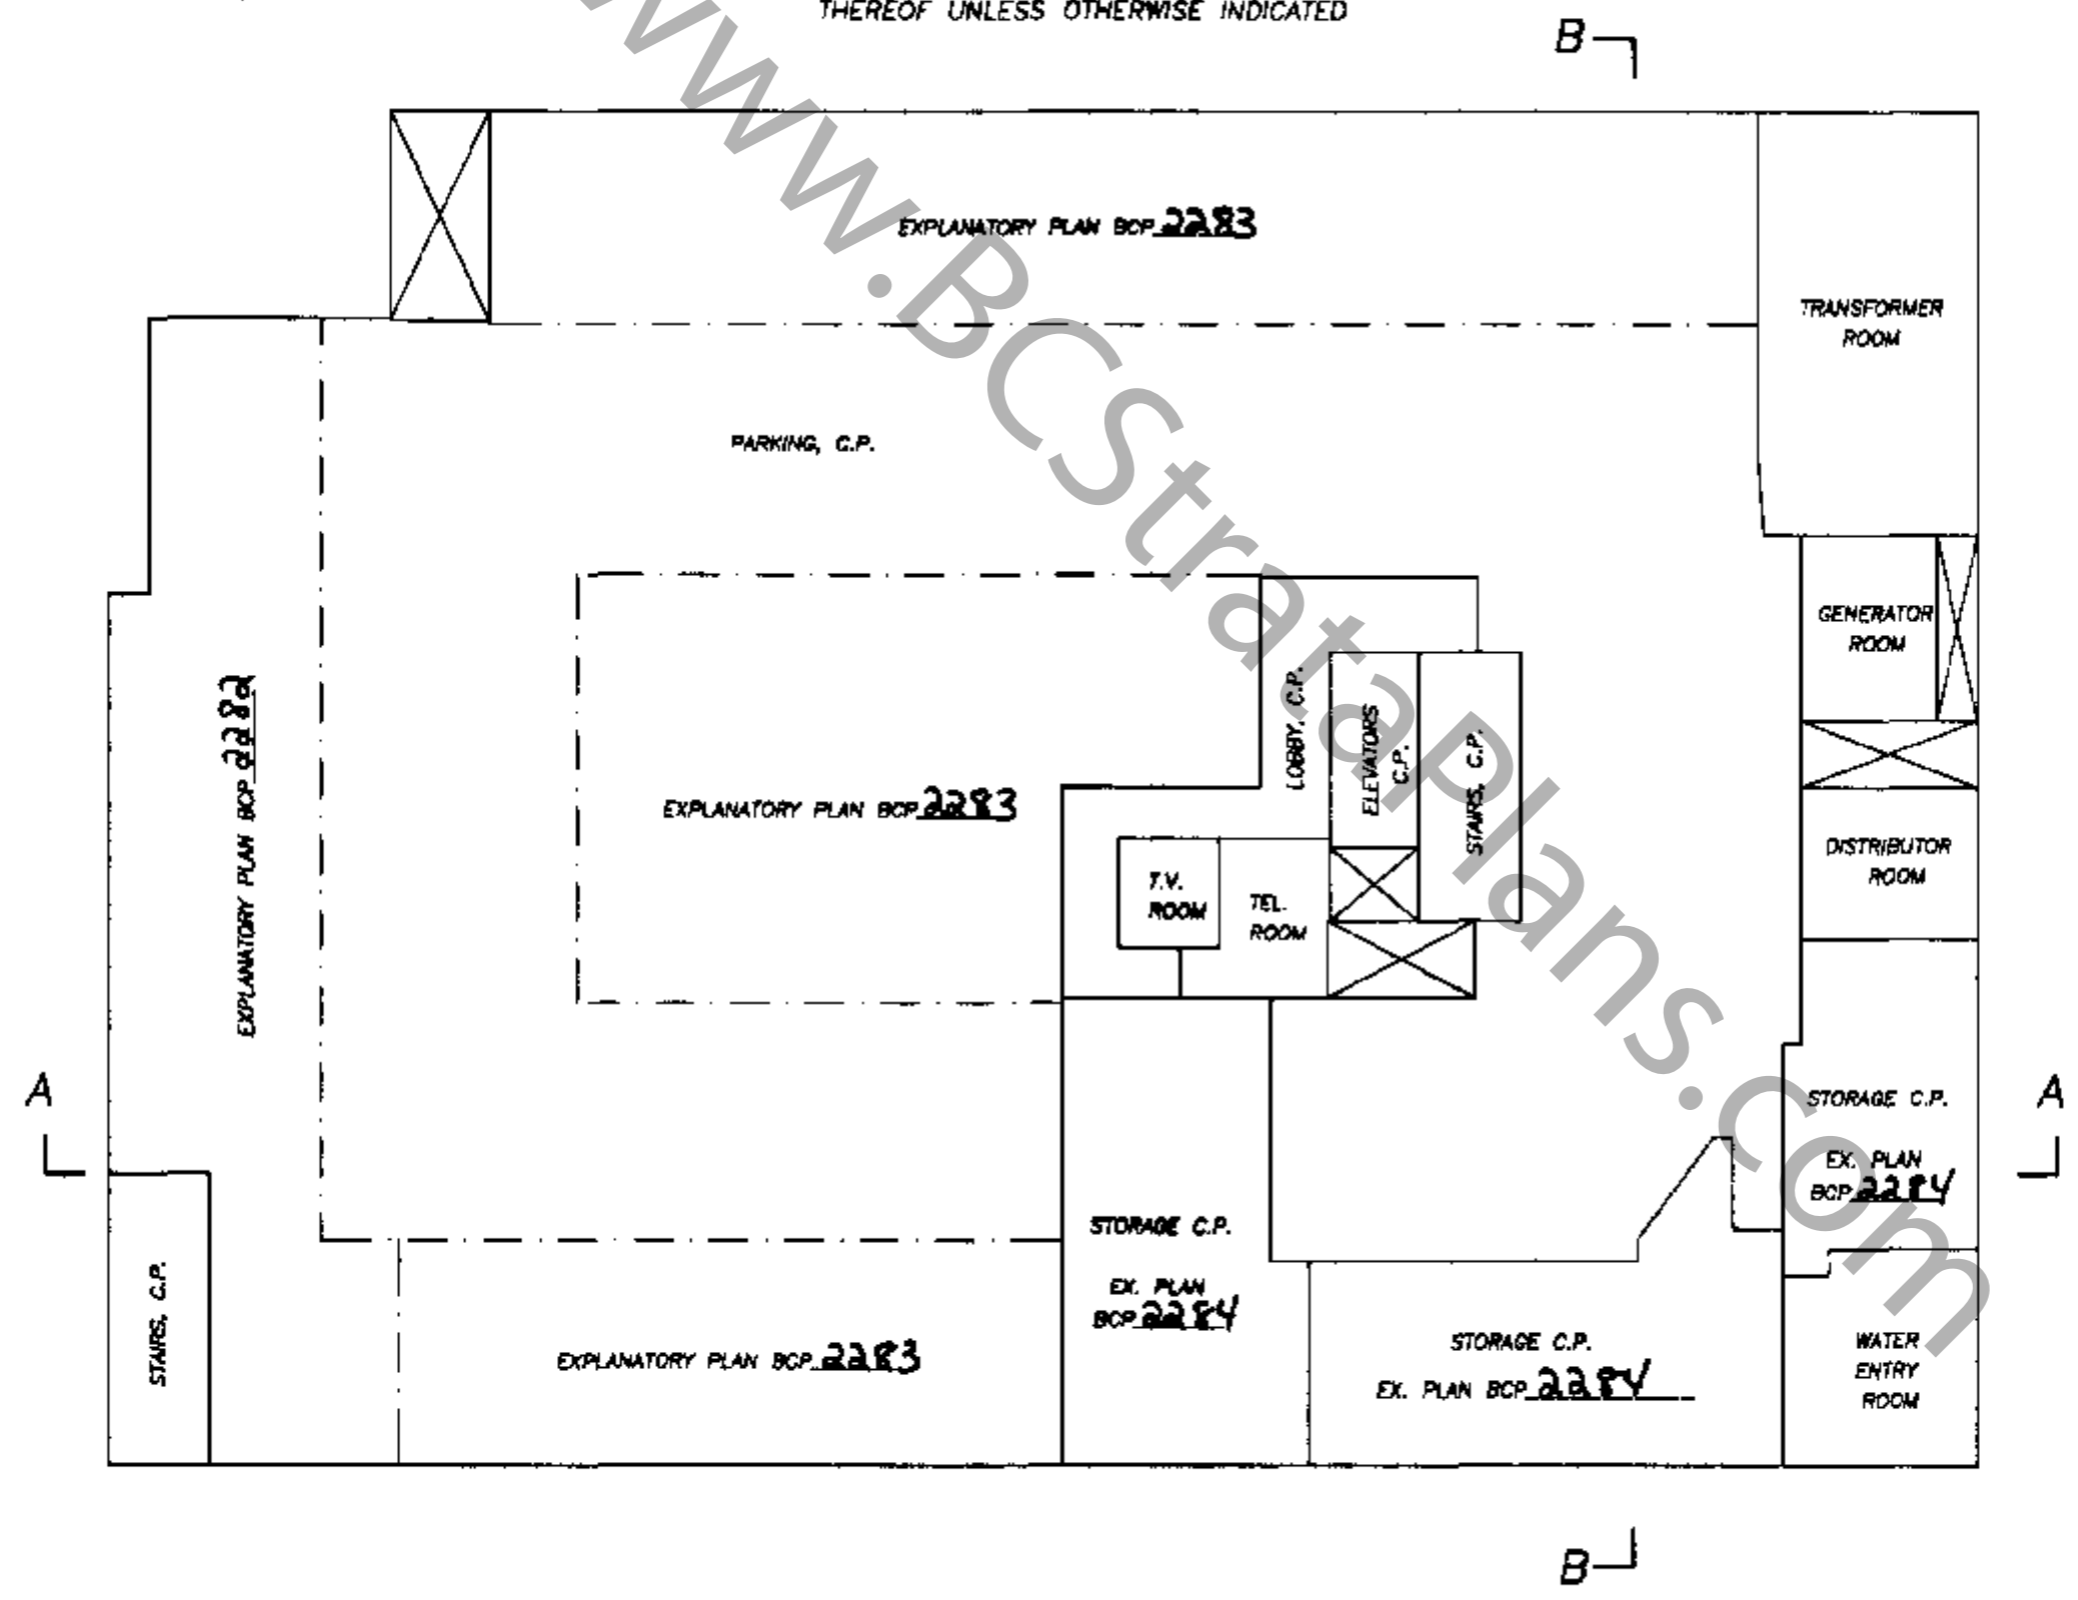 THEREOF UNLESS OTHERWISE INDICATED
B
EXPLANATORY PLAN BCP 2283
TRANSFORMER
ROOM
PARKING, C.P.
GENERATOR
ROOM
EXPLANATORY PLAN BCP 2282
LOBBY, C.P.
ELEVATORS
C.P.
STAIRS, C.P.
EXPLANATORY PLAN BCP 2283
DISTRIBUTOR
ROOM
T.V.
ROOM
TEL.
ROOM
A
A
STORAGE C.P.
EX. PLAN
BCP 2284
STORAGE C.P.
EX. PLAN
BCP 2284
STAIRS, C.P.
EXPLANATORY PLAN BCP 2283
STORAGE C.P.
EX. PLAN BCP 2284
WATER
ENTRY
ROOM
B
www.BCStrataPlans.com